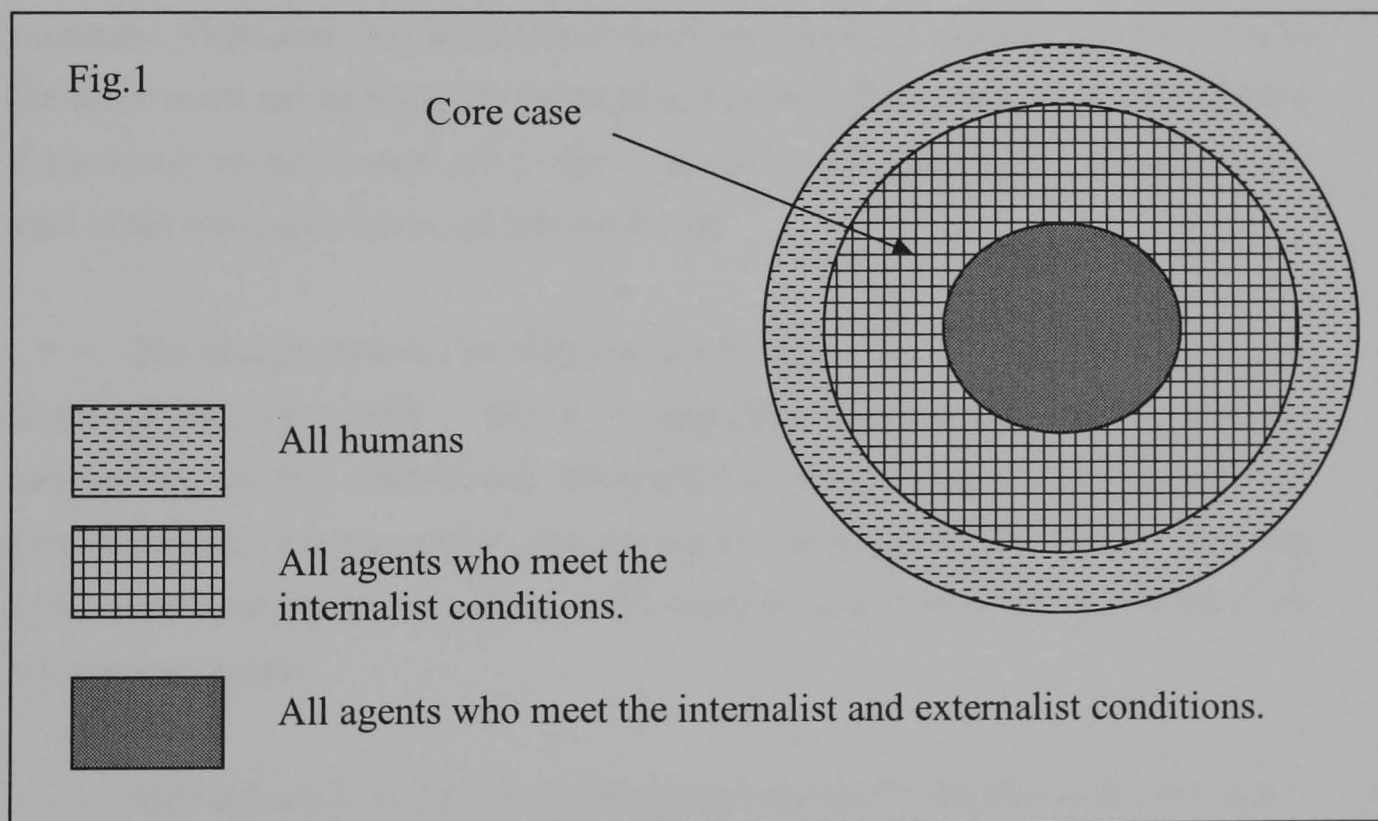 Fig.1
Core case
All humans
All agents who meet the
internalist conditions.
All agents who meet the internalist and externalist conditions.